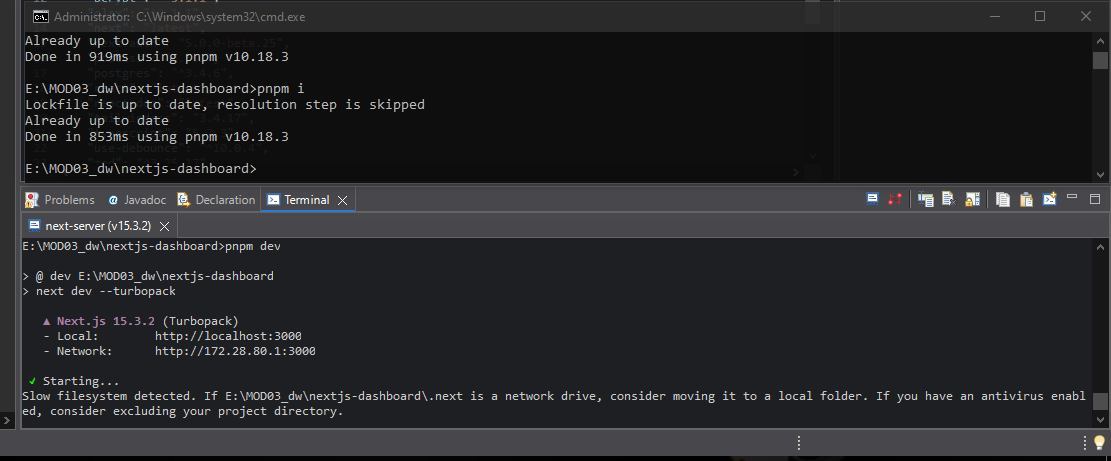 Administrator: C:\Windows\system32\cmd.exe
Already up to date
Done in 919ms using pnpm v10.18.3
E:\MOD03_dw\nextjs-dashboard>pnpm i
Lockfile is up to date, resolution step is skipped
Already up to date
Done in 853ms using pnpm v10.18.3
E:\MOD03_dw\nextjs-dashboard>
Problems @ Javadoc Declaration Terminal
next-server (v15.3.2)
E:\MOD03_dw\nextjs-dashboard>pnpm dev
> @ dev E:\MOD03_dw\nextjs-dashboard
> next dev --turbopack
▲ Next.js 15.3.2 (Turbopack)
- Local: http://localhost:3000
- Network: http://172.28.80.1:3000
✓ Starting...
Slow filesystem detected. If E:\MOD03_dw\nextjs-dashboard\.next is a network drive, consider moving it to a local folder. If you have an antivirus enabl
ed, consider excluding your project directory.